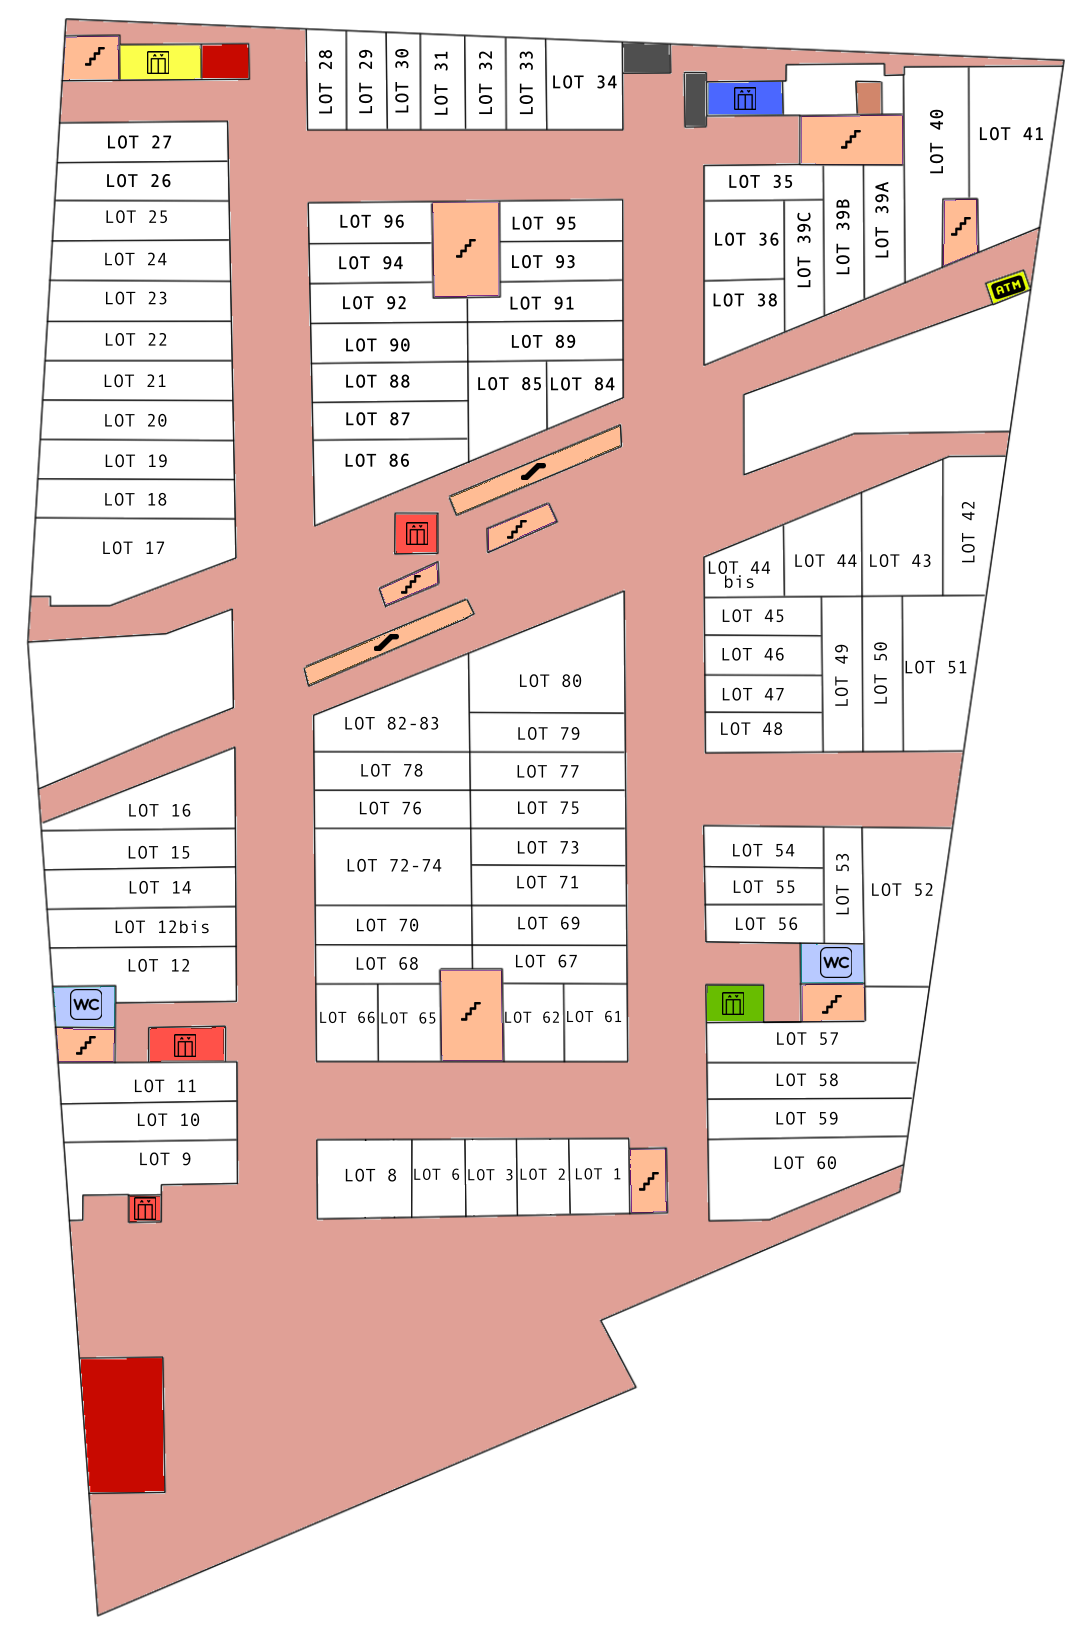 LOT 28
LOT 29
LOT 30
LOT 31
LOT 32
LOT 33
LOT 34
LOT 40
LOT 41
LOT 27
LOT 26
LOT 25
LOT 24
LOT 23
LOT 22
LOT 21
LOT 20
LOT 19
LOT 18
LOT 17
LOT 96
LOT 95
LOT 94
LOT 93
LOT 92
LOT 91
LOT 90
LOT 89
LOT 88
LOT 85
LOT 84
LOT 87
LOT 86
LOT 35
LOT 36
LOT 38
LOT 39C
LOT 39B
LOT 39A
ATM
LOT 44
bis
LOT 44
LOT 43
LOT 42
LOT 45
LOT 46
LOT 47
LOT 48
LOT 49
LOT 50
LOT 51
LOT 80
LOT 82-83
LOT 79
LOT 78
LOT 77
LOT 76
LOT 75
LOT 72-74
LOT 73
LOT 71
LOT 70
LOT 69
LOT 68
LOT 67
LOT 66
LOT 65
LOT 62
LOT 61
LOT 16
LOT 15
LOT 14
LOT 12bis
LOT 12
WC
LOT 11
LOT 10
LOT 9
LOT 54
LOT 55
LOT 56
LOT 53
LOT 52
WC
LOT 57
LOT 58
LOT 59
LOT 60
LOT 8
LOT 6
LOT 3
LOT 2
LOT 1